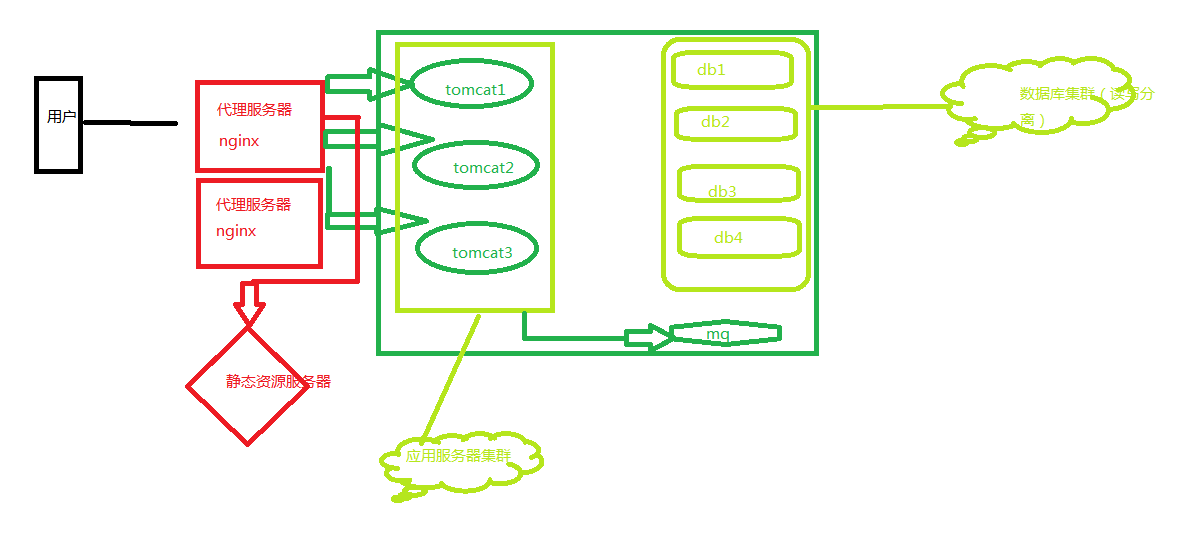 用户
代理服务器
nginx
代理服务器
nginx
静态资源服务器
tomcat1
tomcat2
tomcat3
db1
db2
db3
db4
mq
数据库集群（读写分
离）
应用服务器集群